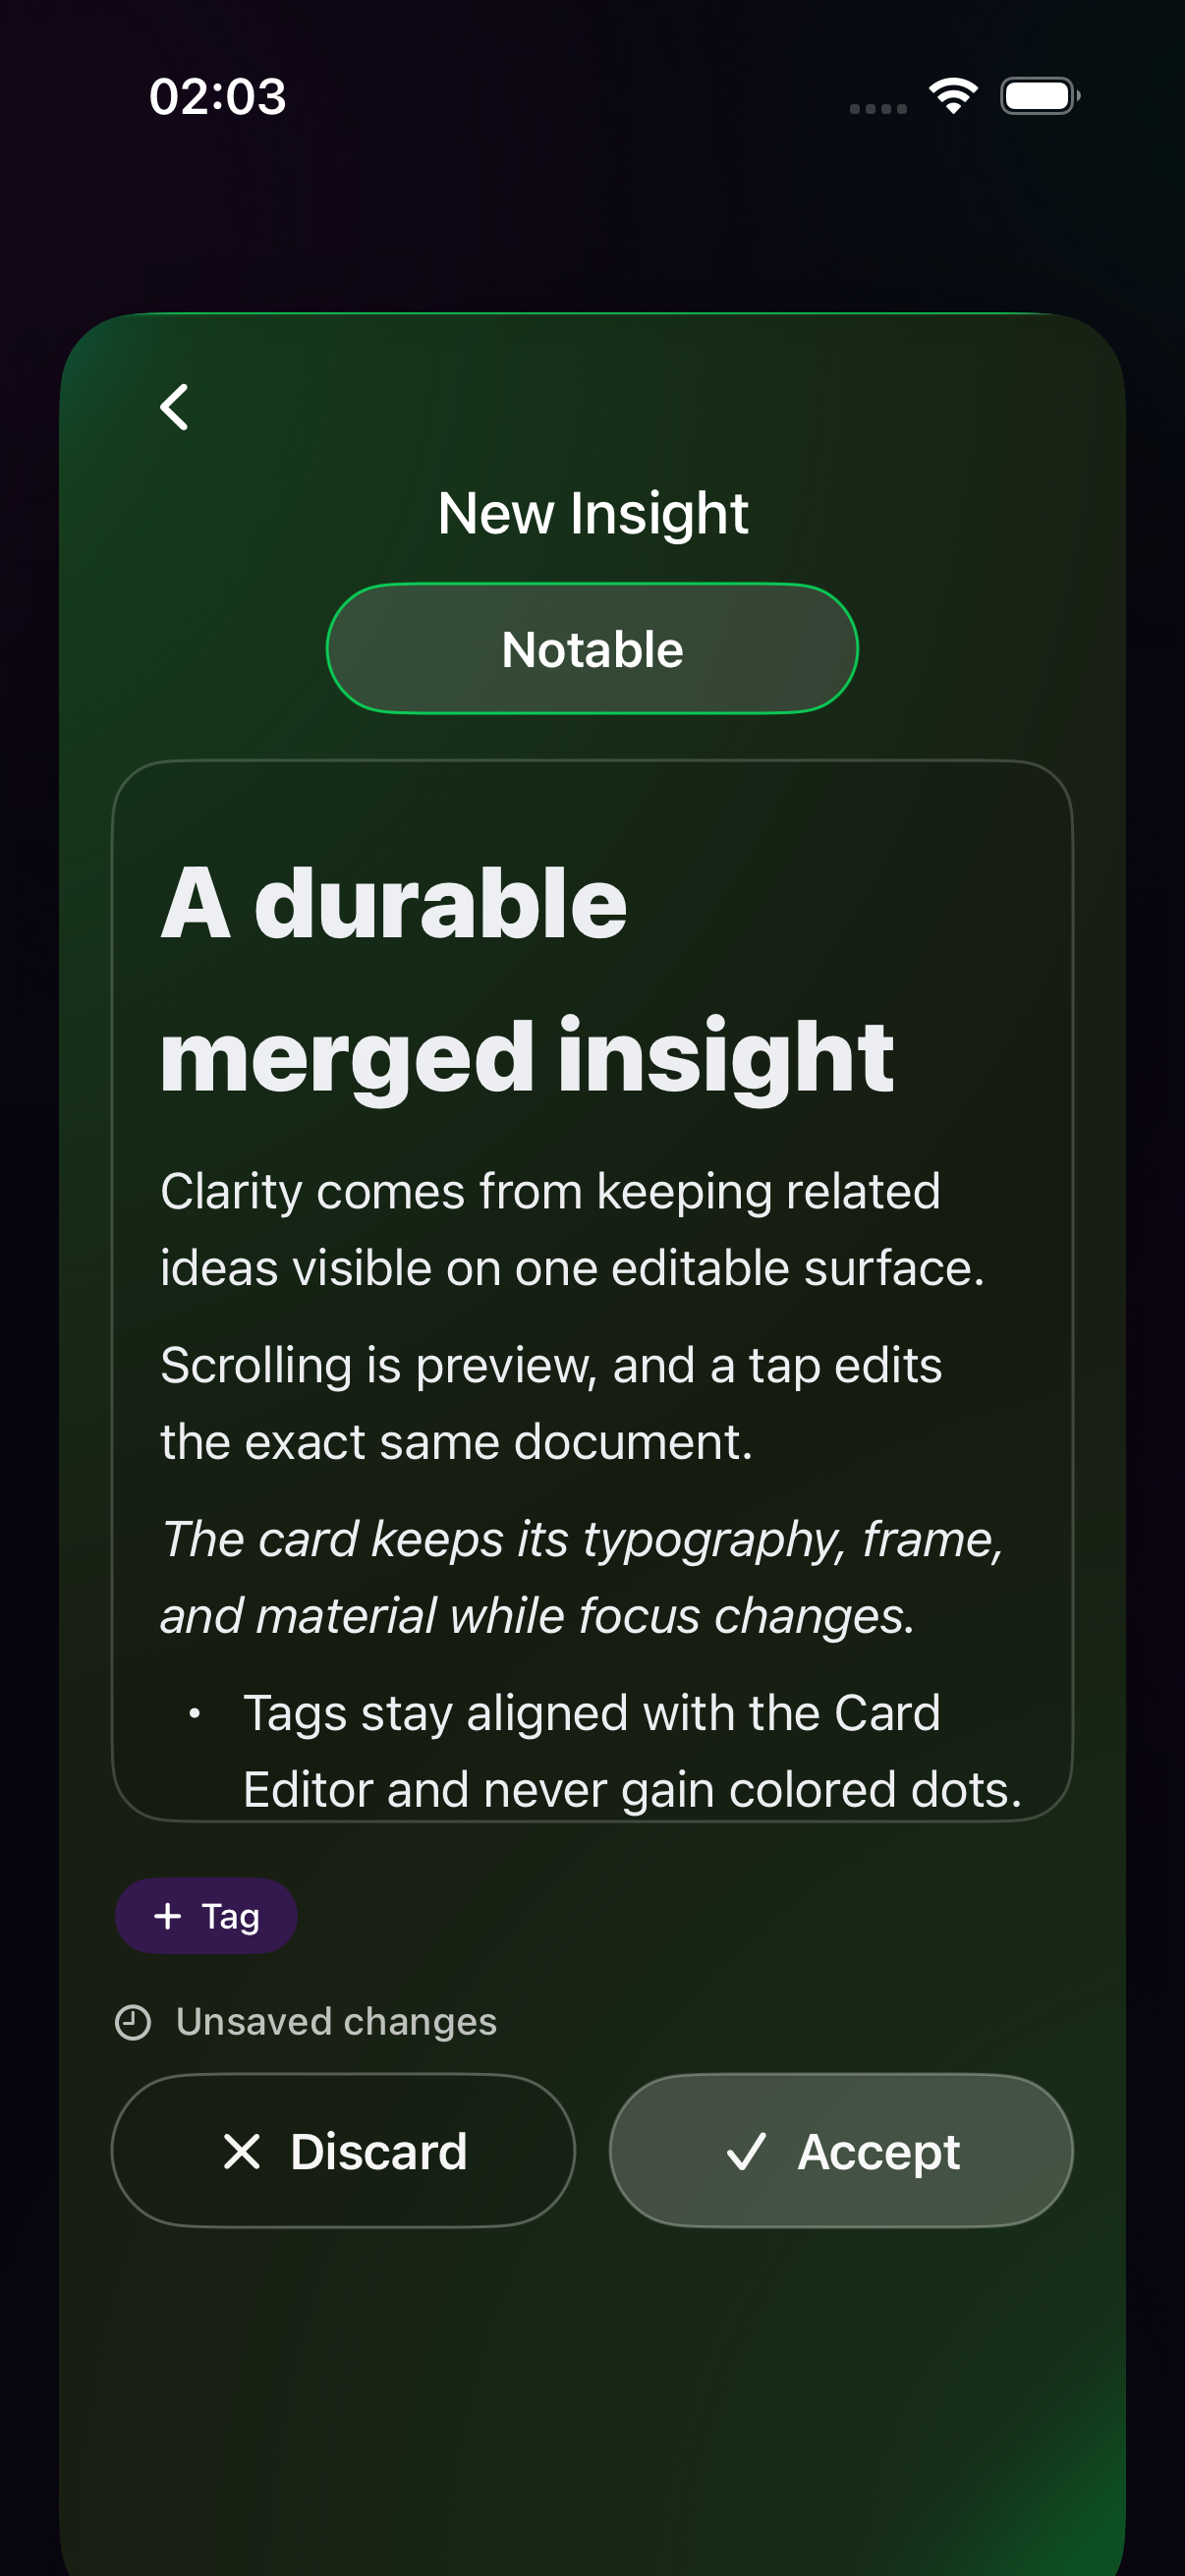 02:03
New Insight
Notable
A durable
merged insight
Clarity comes from keeping related
ideas visible on one editable surface.
Scrolling is preview, and a tap edits
the exact same document.
The card keeps its typography, frame,
and material while focus changes.
• Tags stay aligned with the Card
Editor and never gain colored dots.
+ Tag
Unsaved changes
Discard
Accept